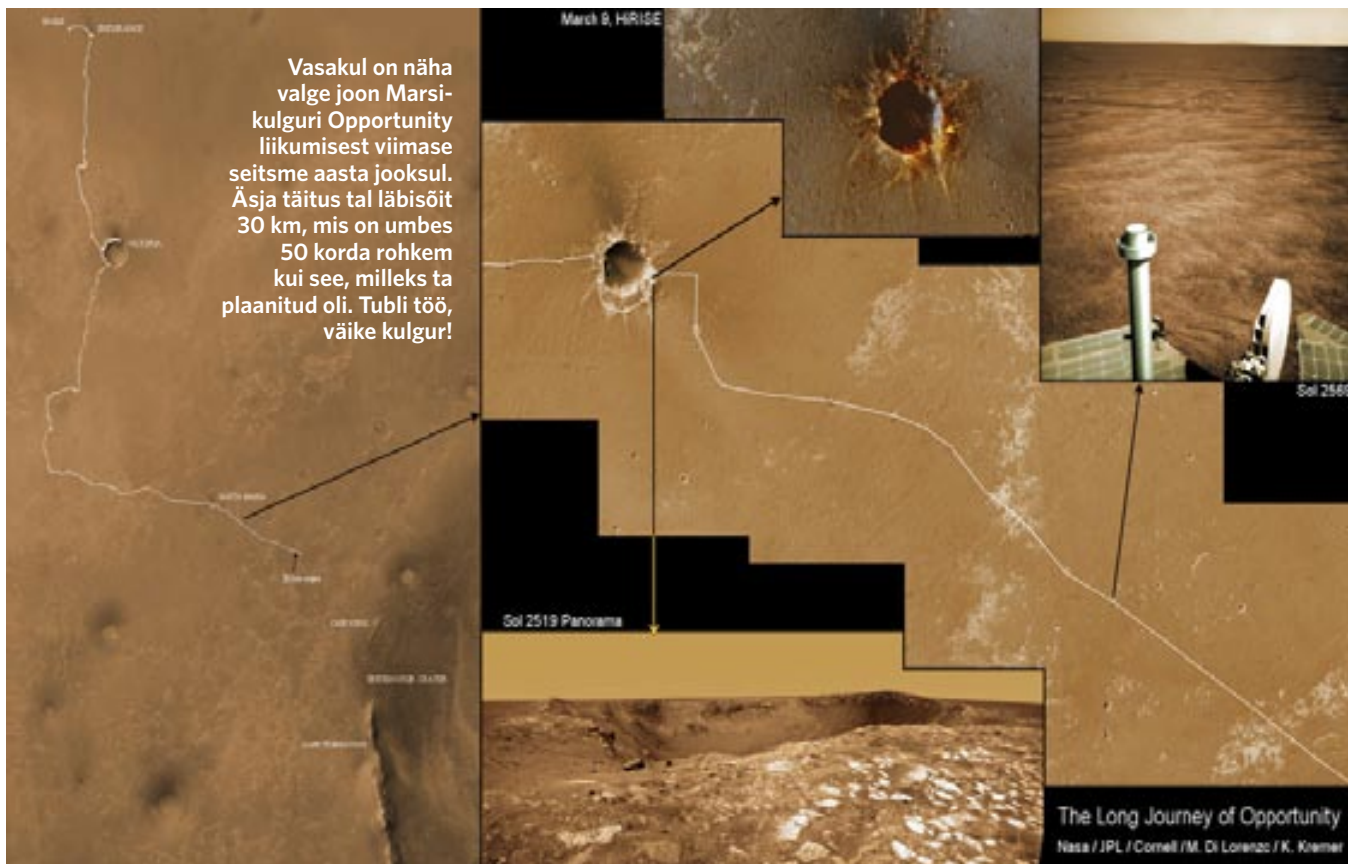 Vasakul on näha
valge joon Marsi-
kulguri Opportunity
liikumisest viimase
seitsme aasta jooksul.
Äsja täitus tal läbisõit
30 km, mis on umbes
50 korda rohkem
kui see, milleks ta
plaanitud oli. Tubli töö,
väike kulgur!
March 9, HiRISE
Sol 2519 Panorama
The Long Journey of Opportunity
Nasa / JPL / Cornell / M. Di Lorenzo / K. Kremer